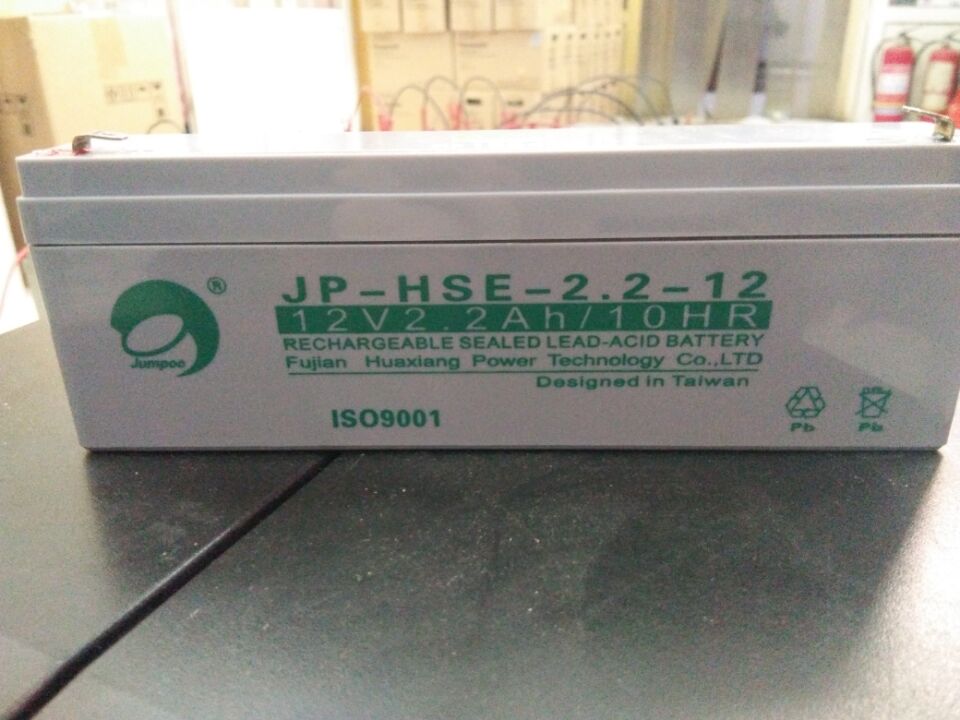 JP-HSE-2.2-12
12V2.2Ah/10HR
RECHARGEABLE SEALED LEAD-ACID BATTERY
Fujian Huaxiang Power Technology Co.,LTD
Designed in Taiwan
®
Jumpoo
ISO9001
Pb
Pb